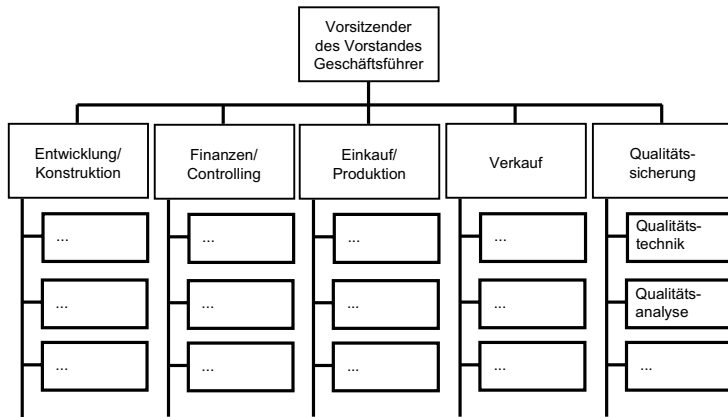 Vorsitzender
des Vorstandes
Geschäftsführer
Entwicklung/
Konstruktion
Finanzen/
Controlling
Einkauf/
Produktion
Verkauf
Qualitäts-
sicherung
...
...
...
...
Qualitäts-
technik
...
...
...
...
Qualitäts-
analyse
...
...
...
...
...